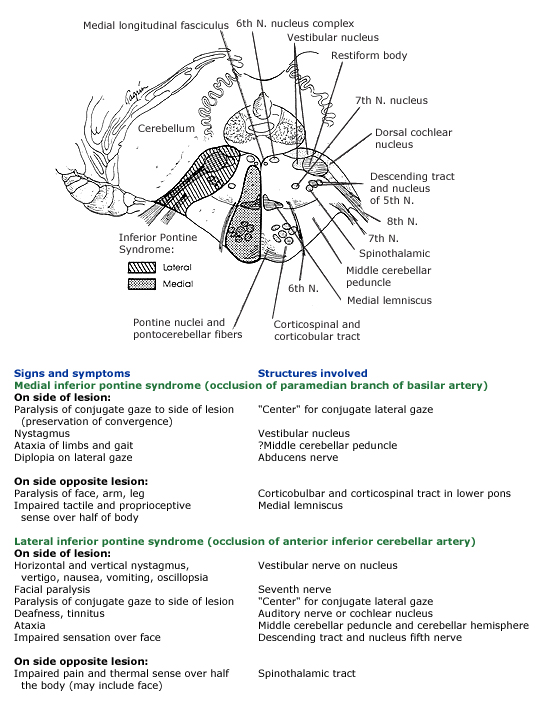 Medial longitudinal fasciculus
6th N. nucleus complex
Vestibular nucleus
Restiform body
7th N. nucleus
Cerebellum
Dorsal cochlear
nucleus
Descending tract
and nucleus
of 5th N.
8th N.
7th N.
Spinothalamic
Middle cerebellar
peduncle
Medial lemniscus
6th N.
Inferior Pontine
Syndrome:
Lateral
Medial
Pontine nuclei and
pontocerebellar fibers
Corticospinal and
corticobular tract
Signs and symptoms Structures involved
Medial inferior pontine syndrome (occlusion of paramedian branch of basilar artery)
On side of lesion:
Paralysis of conjugate gaze to side of lesion "Center" for conjugate lateral gaze
(preservation of convergence)
Nystagmus Vestibular nucleus
Ataxia of limbs and gait ?Middle cerebellar peduncle
Diplopia on lateral gaze Abducens nerve
On side opposite lesion:
Paralysis of face, arm, leg Corticobulbar and corticospinal tract in lower pons
Impaired tactile and proprioceptive Medial lemniscus
sense over half of body
Lateral inferior pontine syndrome (occlusion of anterior inferior cerebellar artery)
On side of lesion:
Horizontal and vertical nystagmus, Vestibular nerve on nucleus
vertigo, nausea, vomiting, oscillopsia
Facial paralysis Seventh nerve
Paralysis of conjugate gaze to side of lesion "Center" for conjugate lateral gaze
Deafness, tinnitus Auditory nerve or cochlear nucleus
Ataxia Middle cerebellar peduncle and cerebellar hemisphere
Impaired sensation over face Descending tract and nucleus fifth nerve
On side opposite lesion:
Impaired pain and thermal sense over half Spinothalamic tract
the body (may include face)